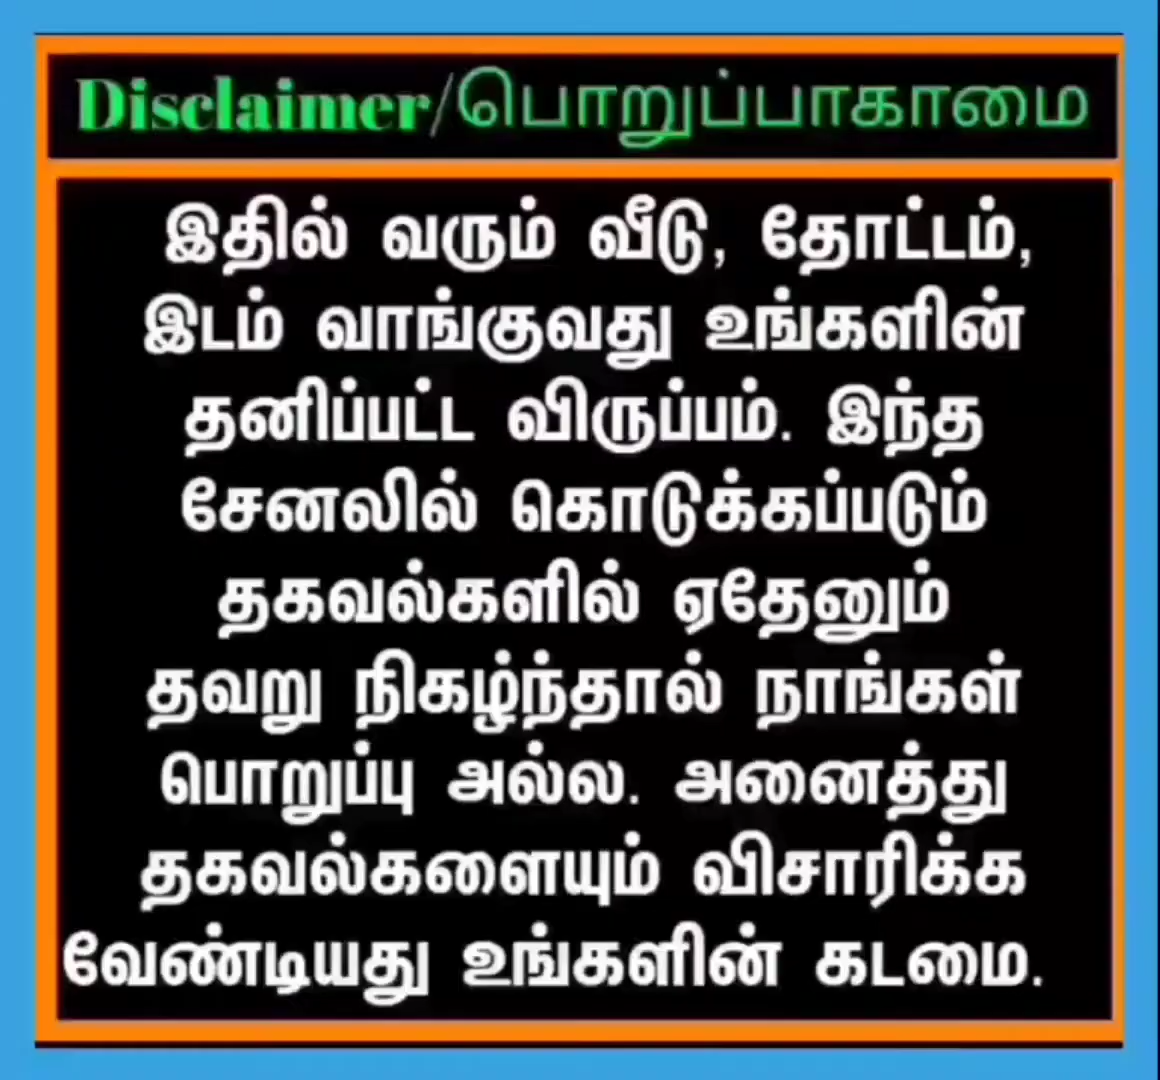 Disclaimer/பொறுப்பாகாமை
இதில் வரும் வீடு, தோட்டம்,
இடம் வாங்குவது உங்களின்
தனிப்பட்ட விருப்பம். இந்த
சேனலில் கொடுக்கப்படும்
தகவல்களில் ஏதேனும்
தவறு நிகழ்ந்தால் நாங்கள்
பொறுப்பு அல்ல. அனைத்து
தகவல்களையும் விசாரிக்க
வேண்டியது உங்களின் கடமை.